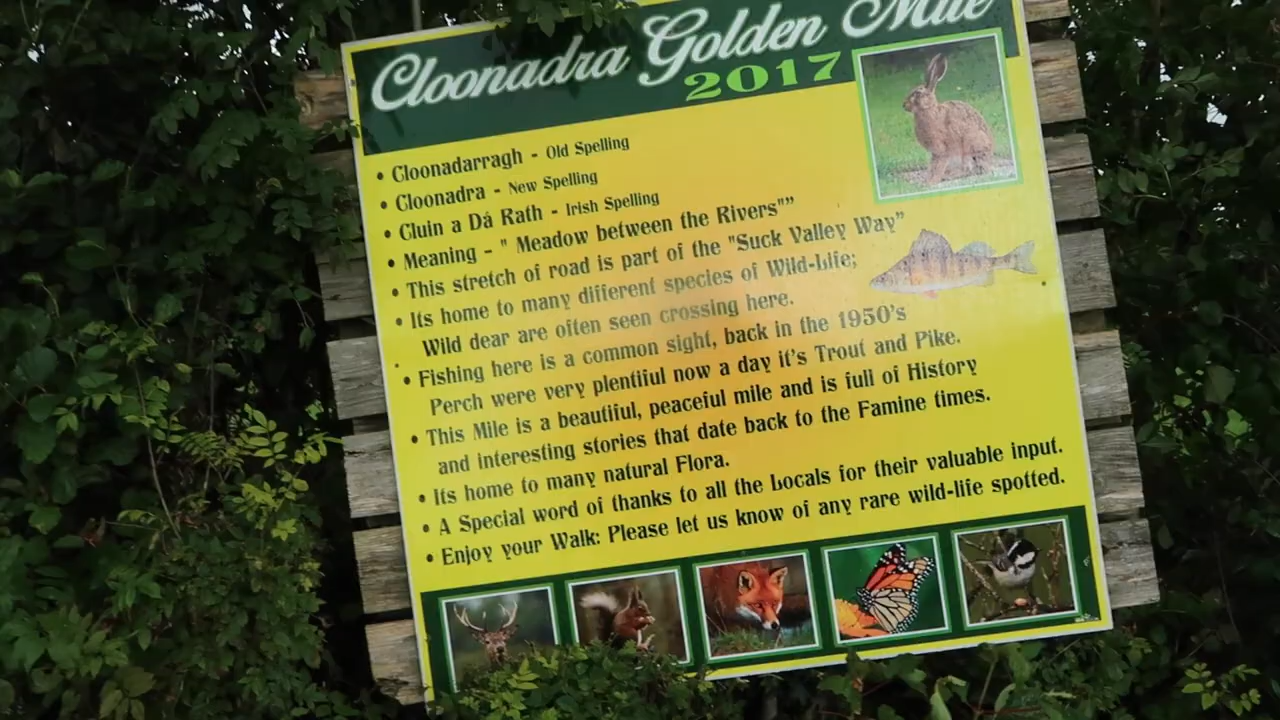 Cloonadra Golden Mile
2017
• Cloonadarragh - Old Spelling
• Cloonadra - New Spelling
• Cluin a Dá Rath - Irish Spelling
• Meaning - " Meadow between the Rivers"”
• This stretch of road is part of the "Suck Valley Way”
• Its home to many different species of Wild-Life;
Wild dear are often seen crossing here.
• Fishing here is a common sight, back in the 1950's
Perch were very plentiful now a day it's Trout and Pike.
• This Mile is a beautiful, peaceful mile and is full of History
and interesting stories that date back to the Famine times.
• Its home to many natural Flora.
• A Special word of thanks to all the Locals for their valuable input.
• Enjoy your Walk: Please let us know of any rare wild-life spotted.